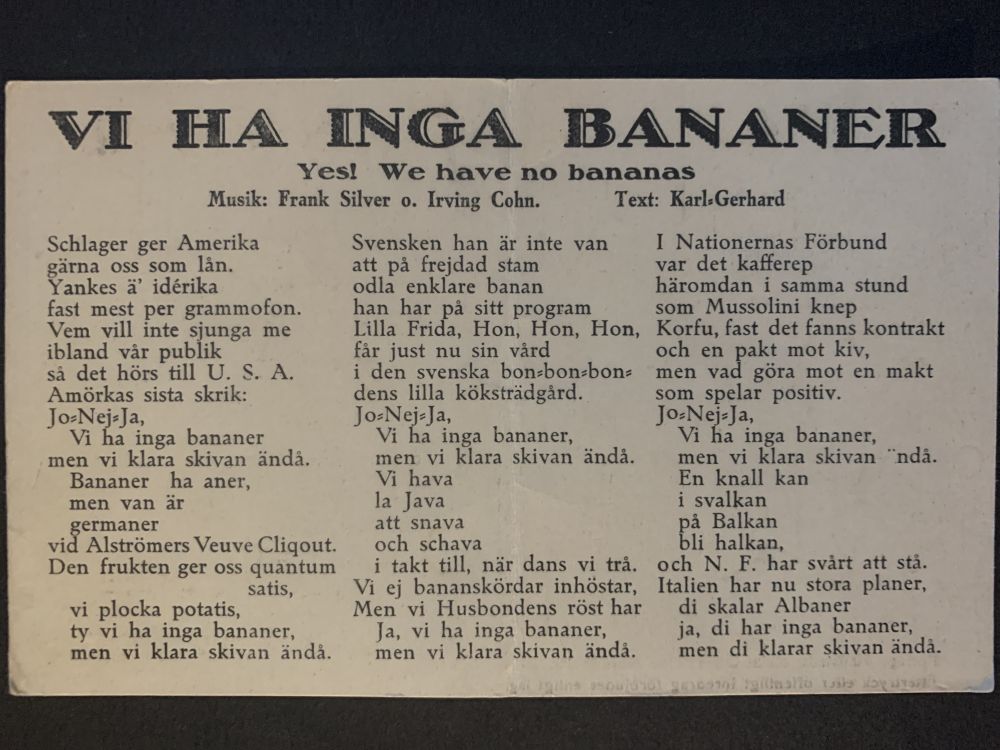 VI HA INGA BANANER
Yes! We have no bananas
Musik: Frank Silver o. Irving Cohn. Text: Karl-Gerhard
Schlager ger Amerika
gärna oss som lån.
Yankes ä' idérika
fast mest per grammofon.
Vem vill inte sjunga me
ibland vår publik
så det hörs till U. S. A.
Amörkas sista skrik:
Jo-Nej-Ja,
Vi ha inga bananer
men vi klara skivan ändå.
Bananer ha aner,
men van är
germaner
vid Alströmers Veuve Cliqout.
Den frukten ger oss quantum
satis,
vi plocka potatis,
ty vi ha inga bananer,
men vi klara skivan ändå.
Svensken han är inte van
att på frejdad stam
odla enklare banan
han har på sitt program
Lilla Frida, Hon, Hon, Hon,
får just nu sin vård
i den svenska bon-bon-bon-
dens lilla köksträdgård.
Jo-Nej-Ja,
Vi ha inga bananer,
men vi klara skivan ändå.
Vi hava
la Java
att snava
och schava
i takt till, när dans vi trå.
Vi ej bananskördar inhöstar,
Men vi Husbondens röst har
Ja, vi ha inga bananer,
men vi klara skivan ändå.
I Nationernas Förbund
var det kafferep
häromdan i samma stund
som Mussolini knep
Korfu, fast det fanns kontrakt
och en pakt mot kiv,
men vad göra mot en makt
som spelar positiv.
Jo-Nej-Ja,
Vi ha inga bananer,
men vi klara skivan ¨ndå.
En knall kan
i svalkan
på Balkan
bli halkan,
och N. F. har svårt att stå.
Italien har nu stora planer,
di skalar Albaner
ja, di har inga bananer,
men di klarar skivan ändå.